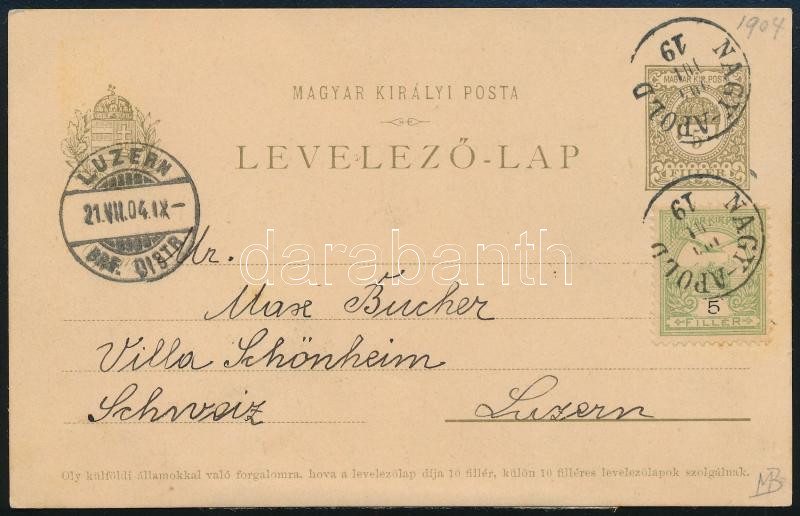 1904
MAGYAR KIRÁLYI POSTA
LEVELEZŐ-LAP
MAGYAR KIR. POSTA
FILLÉR
NAGY-APOLD
19
LUZERN
21.VII.04.IX-
BRF. DISTR.
NAGY-APOLD
19
MAGYAR KIR. POSTA
5
FILLÉR
darabanth
Mr.
Max Bucher
Villa Schönheim
Schweiz Luzern
Oly külföldi államokkal való forgalomra, hova a levelezőlap díja 10 fillér, külön 10 filléres levelezőlapok szolgálnak.